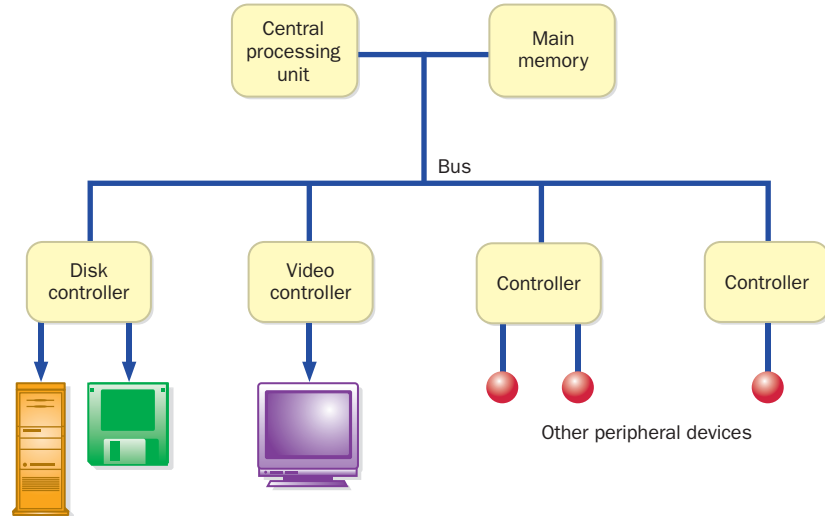 Central
processing
unit
Main
memory
Bus
Disk
controller
Video
controller
Controller
Controller
Other peripheral devices